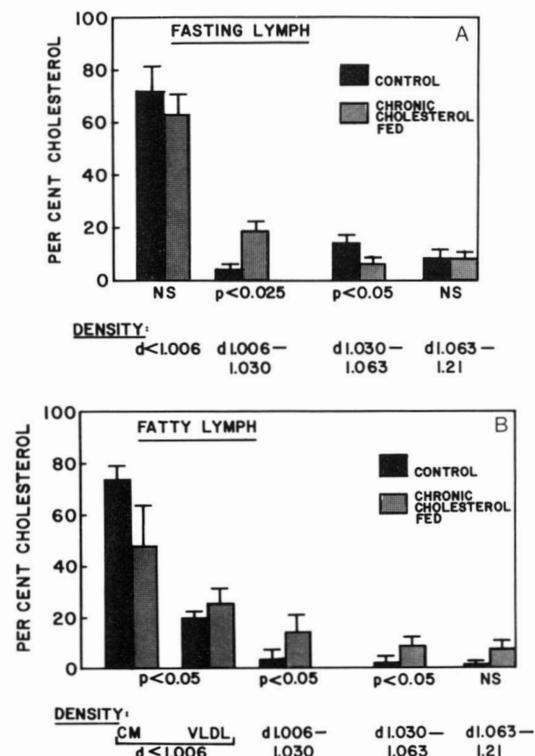 100
FASTING LYMPH
A
80
CONTROL
CHRONIC
CHOLESTEROL
FED
60
40
20
0
PER CENT CHOLESTEROL
NS p<0.025 p<0.05 NS
DENSITY:
d<1.006 d1.006— d1.030— d1.063—
1.030 1.063 1.21
100
FATTY LYMPH
B
80
CONTROL
CHRONIC
CHOLESTEROL
FED
60
40
20
0
PER CENT CHOLESTEROL
p<0.05 p<0.05 p<0.05 NS
DENSITY:
CM VLDL d1.006— d1.030— d1.063—
d<1.006 1.030 1.063 1.21